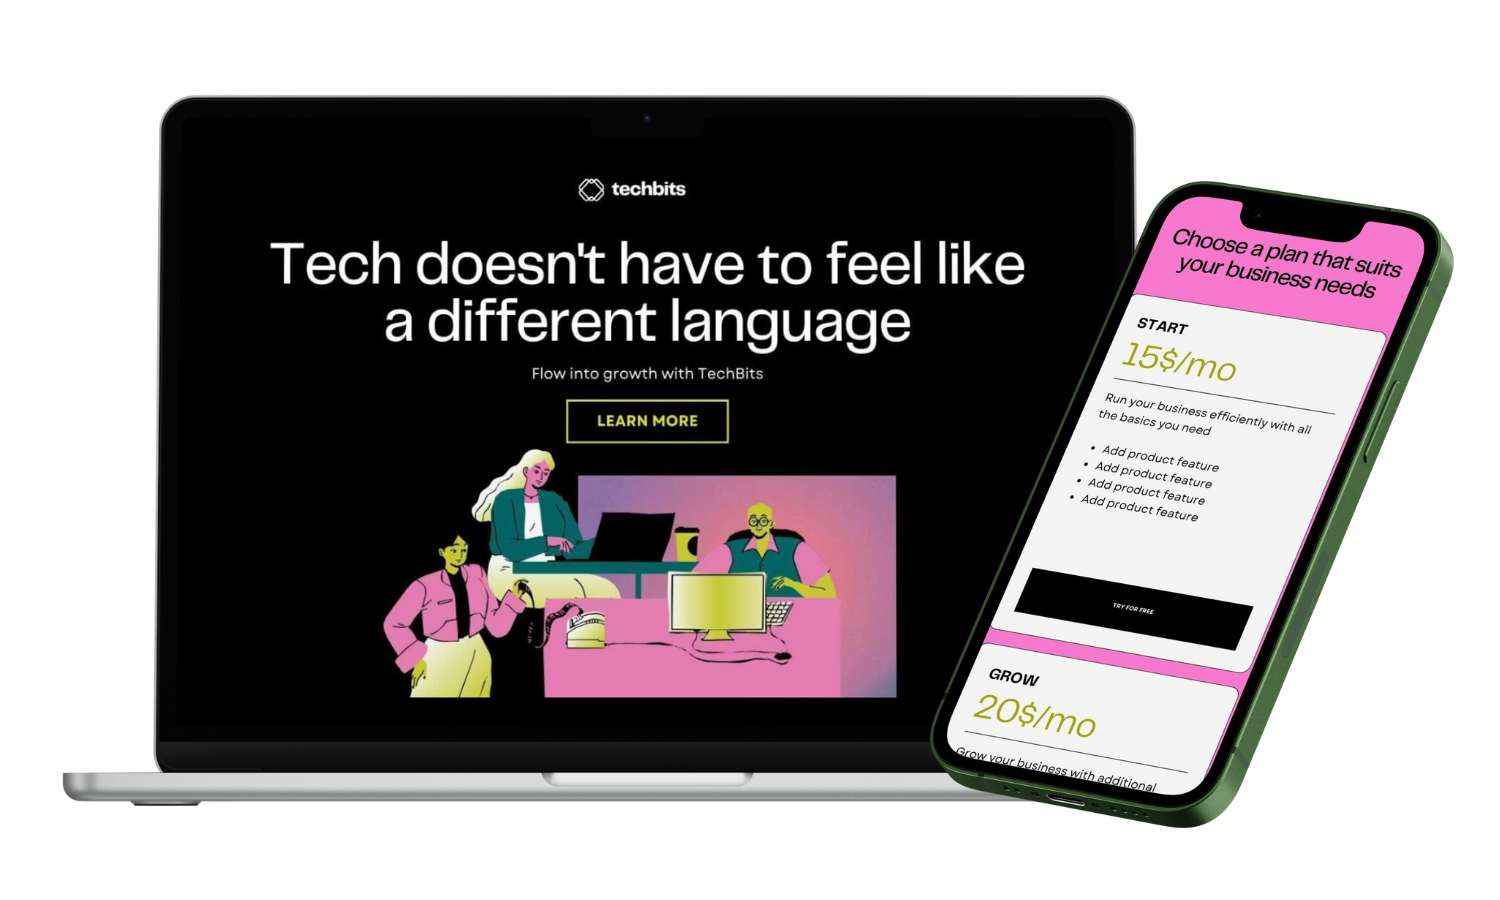 techbits
Tech doesn't have to feel like
a different language
Flow into growth with TechBits
LEARN MORE
Choose a plan that suits
your business needs
START
15$/mo
Run your business efficiently with all
the basics you need
• Add product feature
• Add product feature
• Add product feature
• Add product feature
TRY FOR FREE
GROW
20$/mo
Grow your business with additional